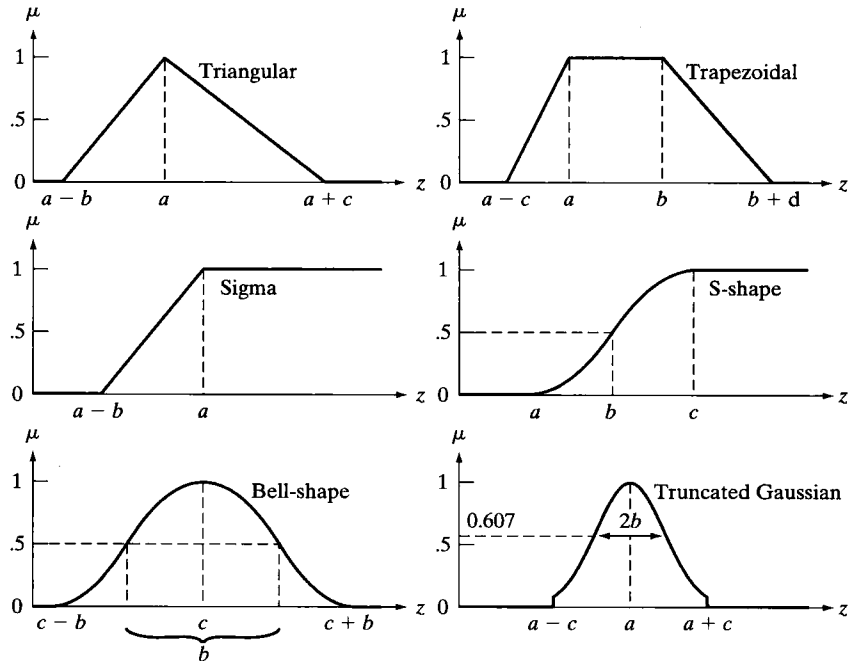 μ
1
Triangular
.5
0
a − b
a
a + c
z
μ
1
Trapezoidal
.5
0
a − c
a
b
b + d
z
μ
1
Sigma
.5
0
a − b
a
z
μ
1
S-shape
.5
0
a
b
c
z
μ
1
Bell-shape
.5
0
c − b
c
c + b
z
b
μ
1
Truncated Gaussian
0.607
2b
.5
0
a − c
a
a + c
z